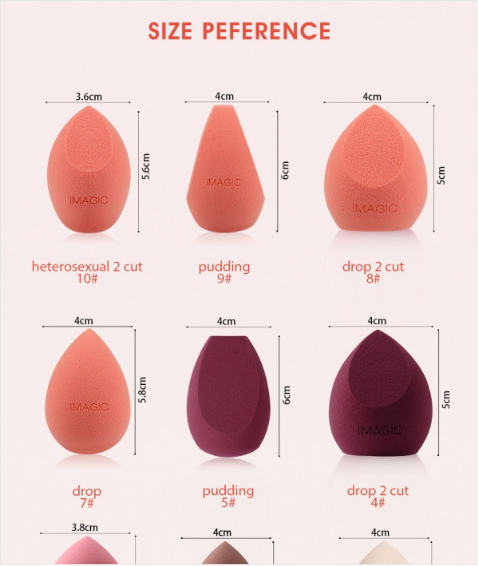 SIZE PEFERENCE
3.6cm
4cm
4cm
5.6cm
6cm
5cm
IMAGIC
IMAGIC
IMAGIC
heterosexual 2 cut
10#
pudding
9#
drop 2 cut
8#
4cm
4cm
4cm
5.8cm
6cm
5cm
IMAGIC
IMAGIC
drop
7#
pudding
5#
drop 2 cut
4#
3.8cm
4cm
4cm